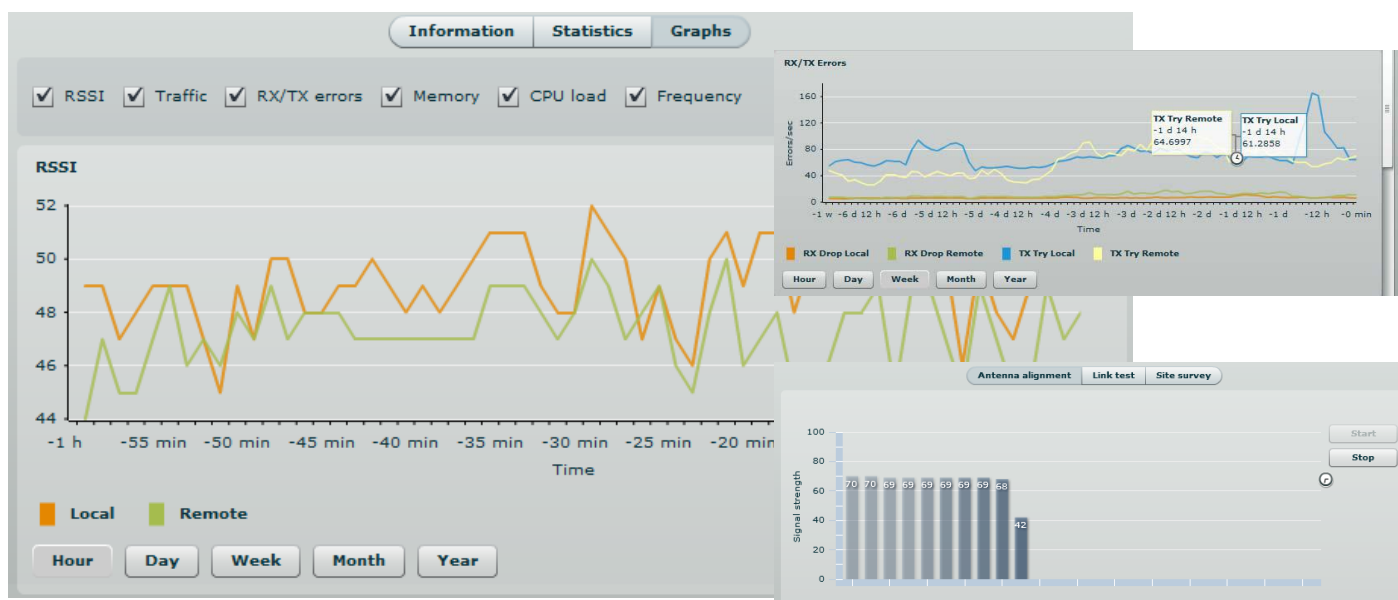 Information Statistics Graphs
RSSI Traffic RX/TX errors Memory CPU load Frequency
RSSI
52
50
48
46
44
-1 h -55 min -50 min -45 min -40 min -35 min -30 min -25 min -20 min
Time
Local Remote
Hour Day Week Month Year
RX/TX Errors
160
120
80
40
0
Errors/sec
TX Try Remote
-1 d 14 h
64.6997
TX Try Local
-1 d 14 h
61.2858
-1 w -6 d 12 h -6 d -5 d 12 h -5 d -4 d 12 h -4 d -3 d 12 h -3 d -2 d 12 h -2 d -1 d 12 h -1 d -12 h -0 min
Time
RX Drop Local RX Drop Remote TX Try Local TX Try Remote
Hour Day Week Month Year
Antenna alignment Link test Site survey
100
80
60
40
20
0
Signal strength
70 70 69 69 69 69 69 69 68 42
Start
Stop